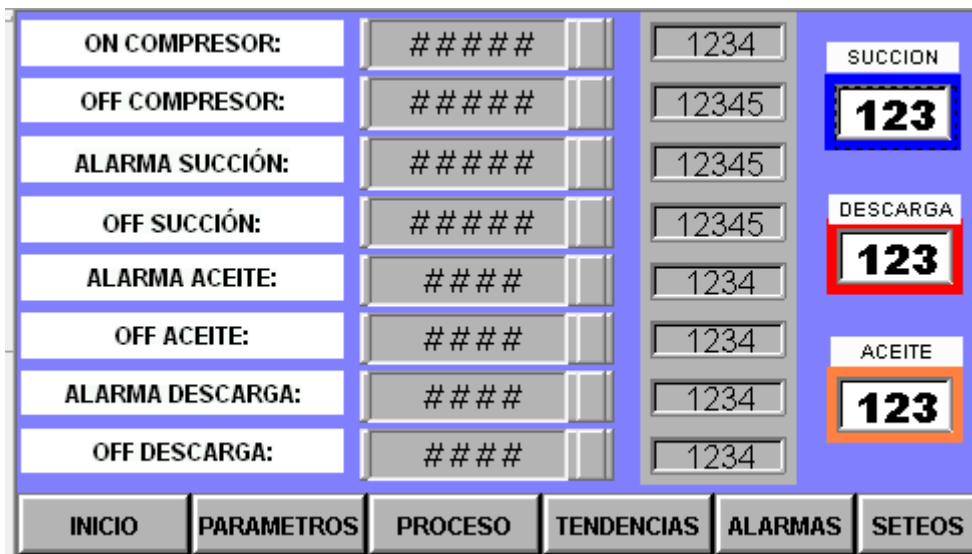 ON COMPRESOR: ##### 1234
OFF COMPRESOR: ##### 12345
ALARMA SUCCIÓN: ##### 12345
OFF SUCCIÓN: ##### 12345
ALARMA ACEITE: #### 1234
OFF ACEITE: #### 1234
ALARMA DESCARGA: #### 1234
OFF DESCARGA: #### 1234
SUCCION
123
DESCARGA
123
ACEITE
123
INICIO PARAMETROS PROCESO TENDENCIAS ALARMAS SETEOS